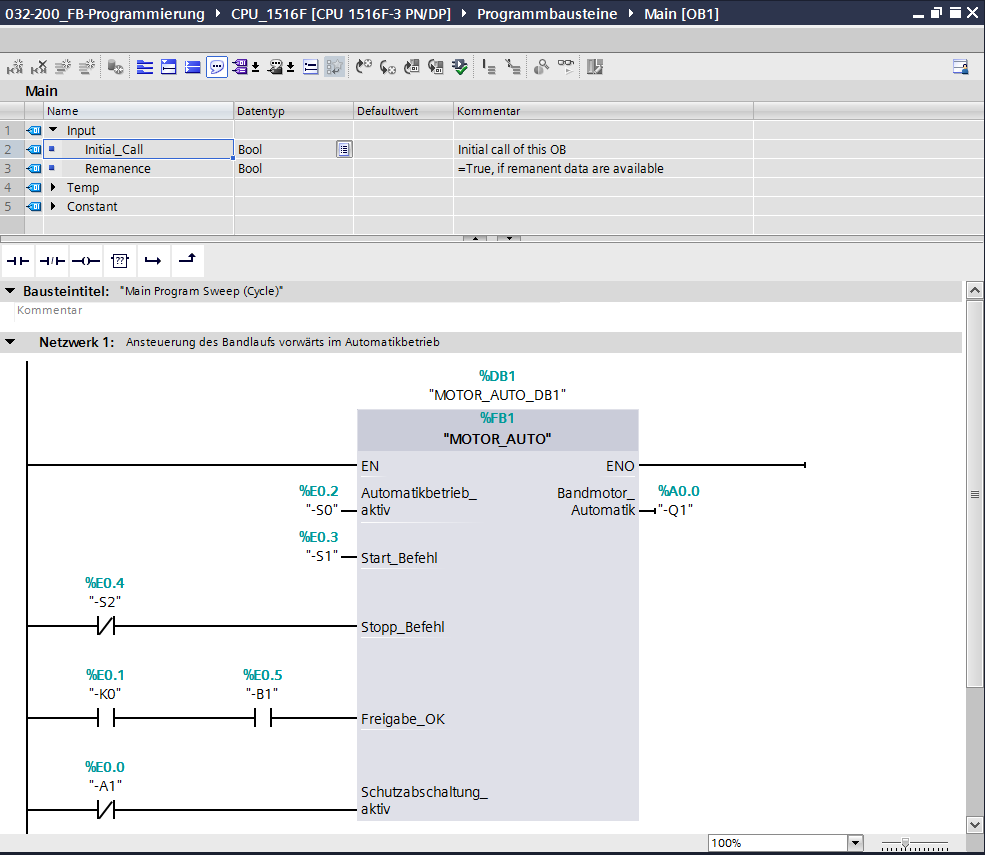 032-200_FB-Programmierung ▸ CPU_1516F [CPU 1516F-3 PN/DP] ▸ Programmbausteine ▸ Main [OB1]
Main
Name Datentyp Defaultwert Kommentar
1 Input
2 Initial_Call Bool Initial call of this OB
3 Remanence Bool =True, if remanent data are available
4 Temp
5 Constant
??
Bausteintitel: "Main Program Sweep (Cycle)"
Kommentar
Netzwerk 1: Ansteuerung des Bandlaufs vorwärts im Automatikbetrieb
%DB1
"MOTOR_AUTO_DB1"
%FB1
"MOTOR_AUTO"
EN ENO
%E0.2 Automatikbetrieb_ Bandmotor_ %A0.0
"-S0" aktiv Automatik "-Q1"
%E0.3
"-S1" Start_Befehl
%E0.4
"-S2"
Stopp_Befehl
%E0.1 %E0.5
"-K0" "-B1"
Freigabe_OK
%E0.0
"-A1"
Schutzabschaltung_
aktiv
100%